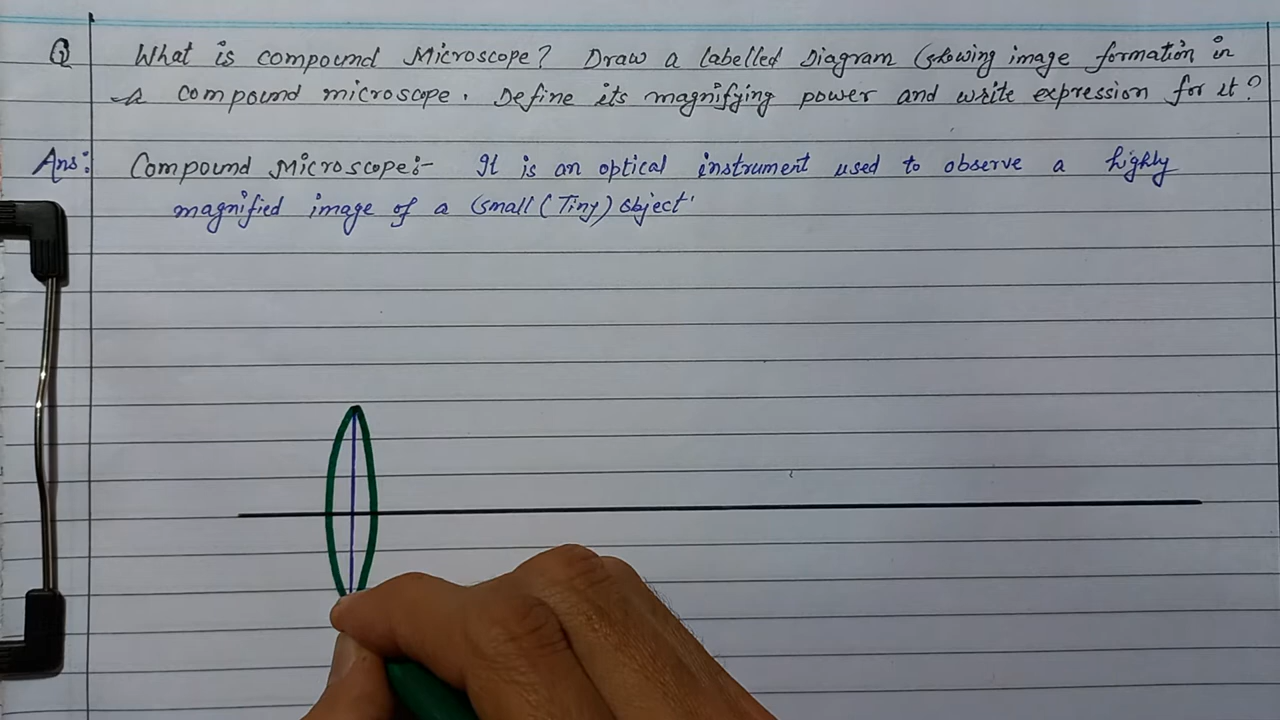 Q What is compound Microscope? Draw a labelled Diagram showing image formation in
a compound microscope. Define its magnifying power and write expression for it?
Ans: Compound Microscope:- It is an optical instrument used to observe a highly
magnified image of a small (Tiny) object.